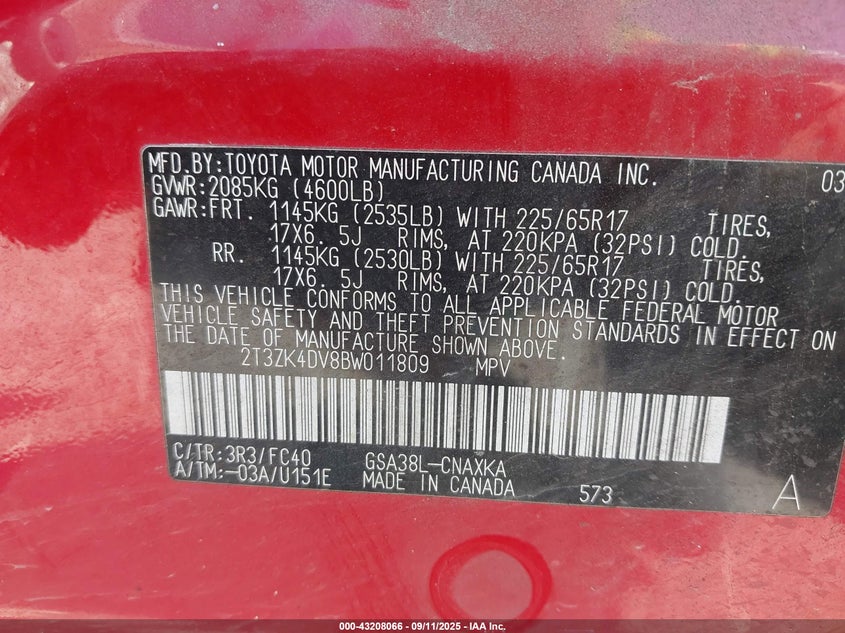 MFD.BY:TOYOTA MOTOR MANUFACTURING CANADA INC. 03
GVWR:2085KG (4600LB)
GAWR:FRT. 1145KG (2535LB) WITH 225/65R17 TIRES,
17X6. 5J RIMS, AT 220KPA (32PSI) COLD.
RR. 1145KG (2530LB) WITH 225/65R17 TIRES,
17X6. 5J RIMS, AT 220KPA (32PSI) COLD.
THIS VEHICLE CONFORMS TO ALL APPLICABLE FEDERAL MOTOR
VEHICLE SAFETY AND THEFT PREVENTION STANDARDS IN EFFECT ON
THE DATE OF MANUFACTURE SHOWN ABOVE.
2T3ZK4DV8BW011809 MPV
C/TR:3R3/FC40 GSA38L-CNAXKA
A/TM:-03A/U151E MADE IN CANADA 573 A
000-43208066 - 09/11/2025 - IAA Inc.